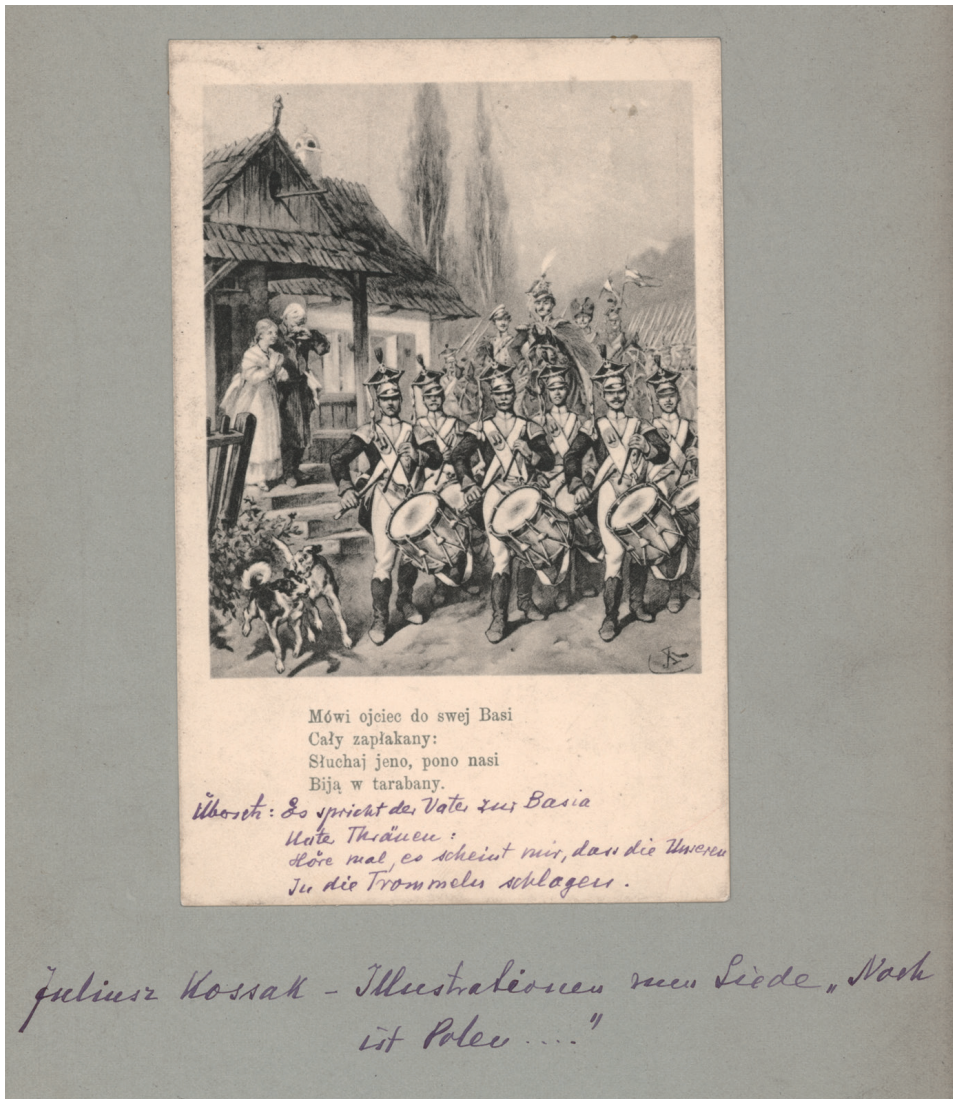 Mówi ojciec do swej Basi
Cały zapłakany:
Słuchaj jeno, pono nasi
Biją w tarabany.
Übersetz: Es spricht der Vater zur Basia
Unte Thränen:
Höre mal, es scheint mir, dass die Unseren
In die Trommeln schlagen.
Juliusz Kossak – Illustrationen zum Liede „Noch
ist Polen ...."